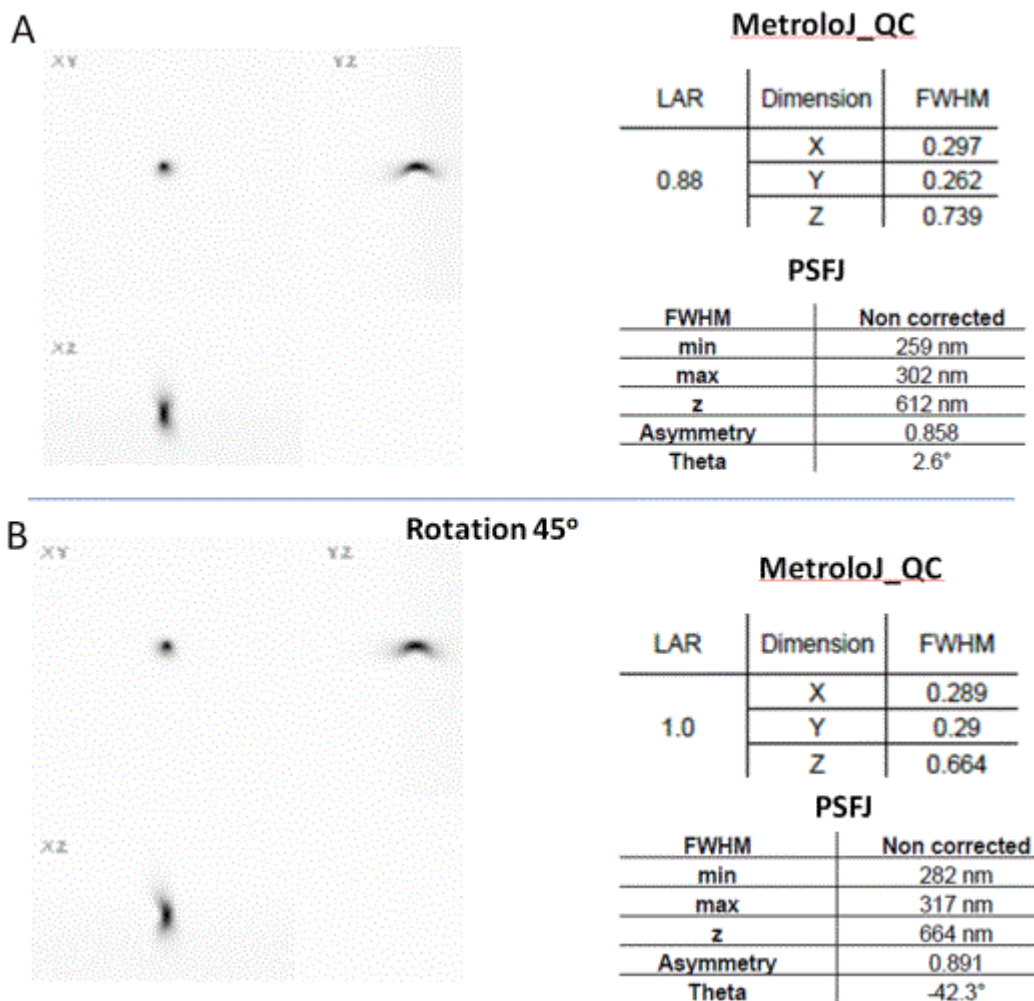 A
XY
YZ
XZ
MetroloJ_QC
LAR Dimension FWHM
0.88
X 0.297
Y 0.262
Z 0.739
PSFJ
FWHM Non corrected
min 259 nm
max 302 nm
z 612 nm
Asymmetry 0.858
Theta 2.6°
B
Rotation 45º
XY
YZ
XZ
MetroloJ_QC
LAR Dimension FWHM
1.0
X 0.289
Y 0.29
Z 0.664
PSFJ
FWHM Non corrected
min 282 nm
max 317 nm
z 664 nm
Asymmetry 0.891
Theta -42.3°